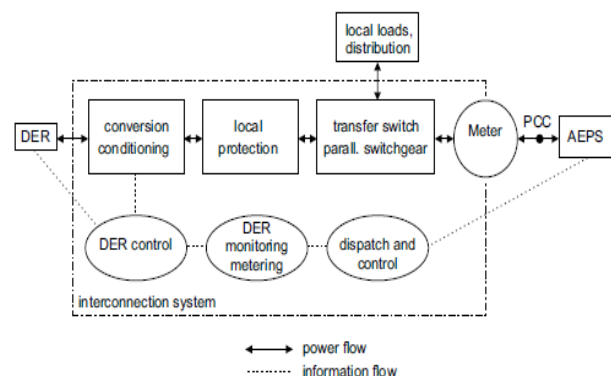 local loads,
distribution
DER
conversion
conditioning
local
protection
transfer switch
parall. switchgear
Meter
PCC
AEPS
DER control
DER
monitoring
metering
dispatch and
control
interconnection system
power flow
information flow